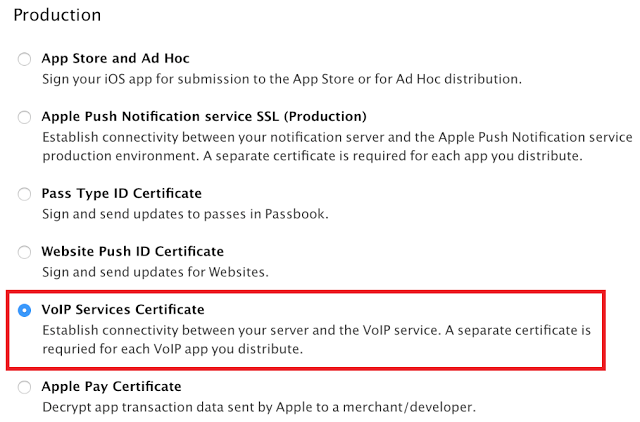 Production
App Store and Ad Hoc
Sign your iOS app for submission to the App Store or for Ad Hoc distribution.
Apple Push Notification service SSL (Production)
Establish connectivity between your notification server and the Apple Push Notification service
production environment. A separate certificate is required for each app you distribute.
Pass Type ID Certificate
Sign and send updates to passes in Passbook.
Website Push ID Certificate
Sign and send updates for Websites.
VoIP Services Certificate
Establish connectivity between your server and the VoIP service. A separate certificate is
requried for each VoIP app you distribute.
Apple Pay Certificate
Decrypt app transaction data sent by Apple to a merchant/developer.